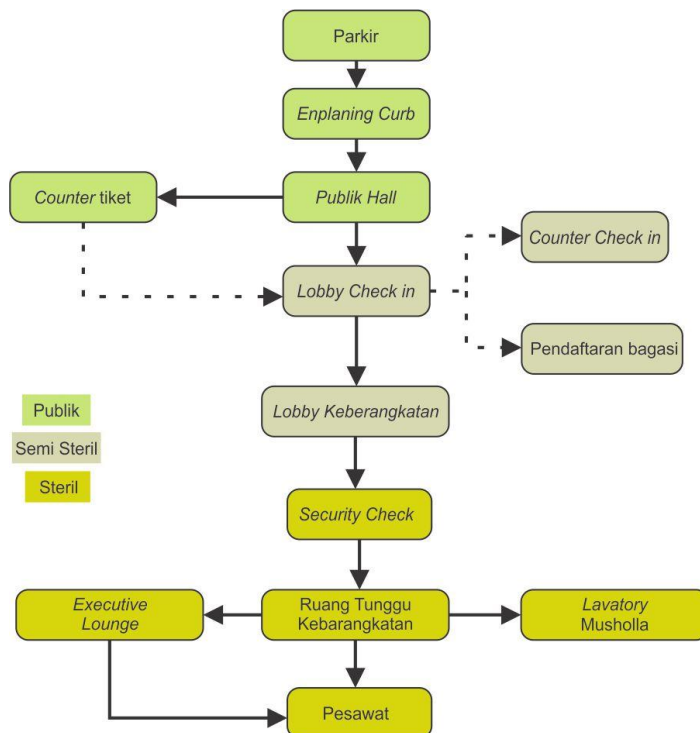 Parkir
Enplaning Curb
Counter tiket
Publik Hall
Counter Check in
Lobby Check in
Pendaftaran bagasi
Lobby Keberangkatan
Publik
Semi Steril
Steril
Security Check
Executive
Lounge
Ruang Tunggu
Kebarangkatan
Lavatory
Musholla
Pesawat